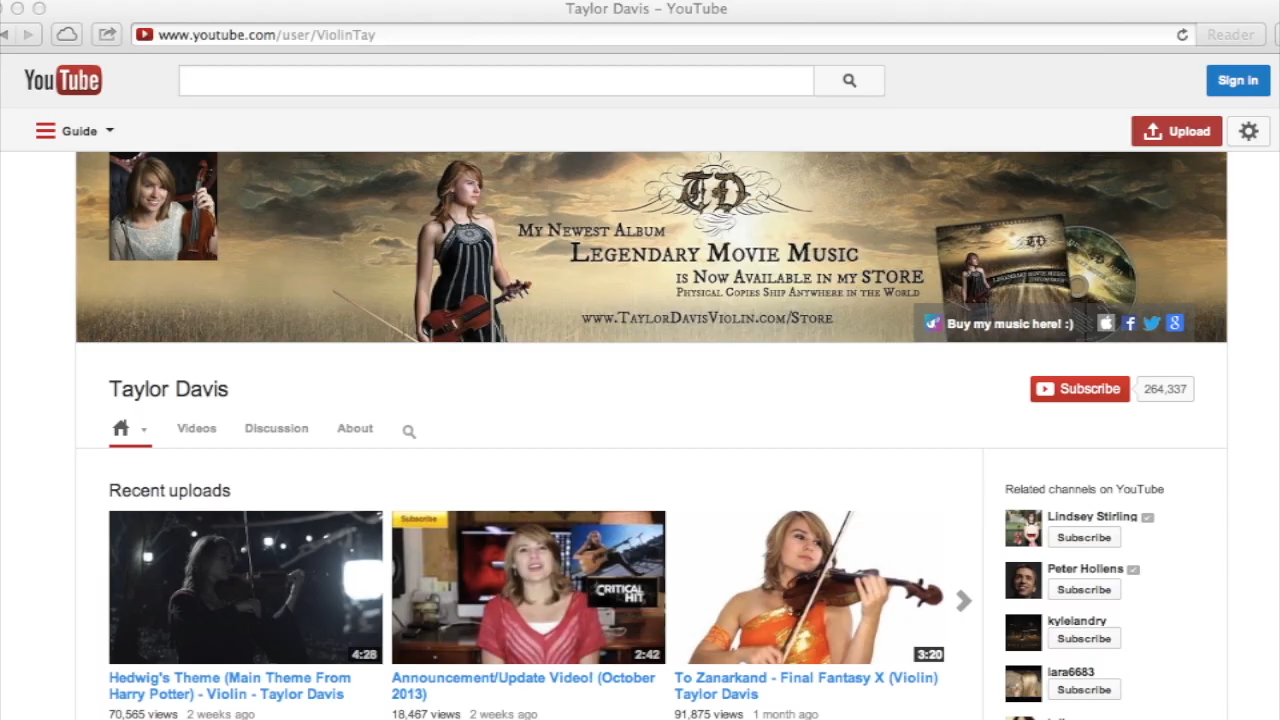 Taylor Davis – YouTube
www.youtube.com/user/ViolinTay
Reader
YouTube
Sign in
Guide
Upload
TD
My Newest Album
Legendary Movie Music
is Now Available in my STORE
Physical Copies Ship Anywhere in the World
www.TaylorDavisViolin.com/Store
TD
Legendary Movie Music
Buy my music here! :)
Taylor Davis
Subscribe
264,337
Videos
Discussion
About
Recent uploads
Related channels on YouTube
Lindsey Stirling
Subscribe
Peter Hollens
Subscribe
kylelandry
Subscribe
lara6683
Subscribe
Subscribe
CRITICAL
HIT
4:28
2:42
3:20
Hedwig's Theme (Main Theme From
Harry Potter) - Violin - Taylor Davis
70,565 views 2 weeks ago
Announcement/Update Video! (October
2013)
18,467 views 2 weeks ago
To Zanarkand - Final Fantasy X (Violin)
Taylor Davis
91,875 views 1 month ago